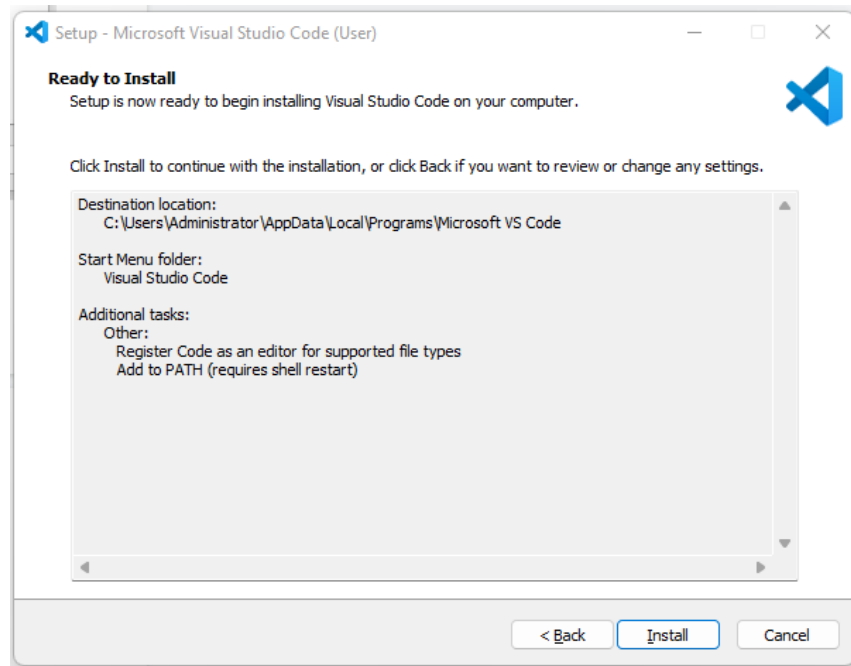 Setup - Microsoft Visual Studio Code (User)
Ready to Install
Setup is now ready to begin installing Visual Studio Code on your computer.
Click Install to continue with the installation, or click Back if you want to review or change any settings.
Destination location:
C:\Users\Administrator\AppData\Local\Programs\Microsoft VS Code
Start Menu folder:
Visual Studio Code
Additional tasks:
Other:
Register Code as an editor for supported file types
Add to PATH (requires shell restart)
< Back Install Cancel